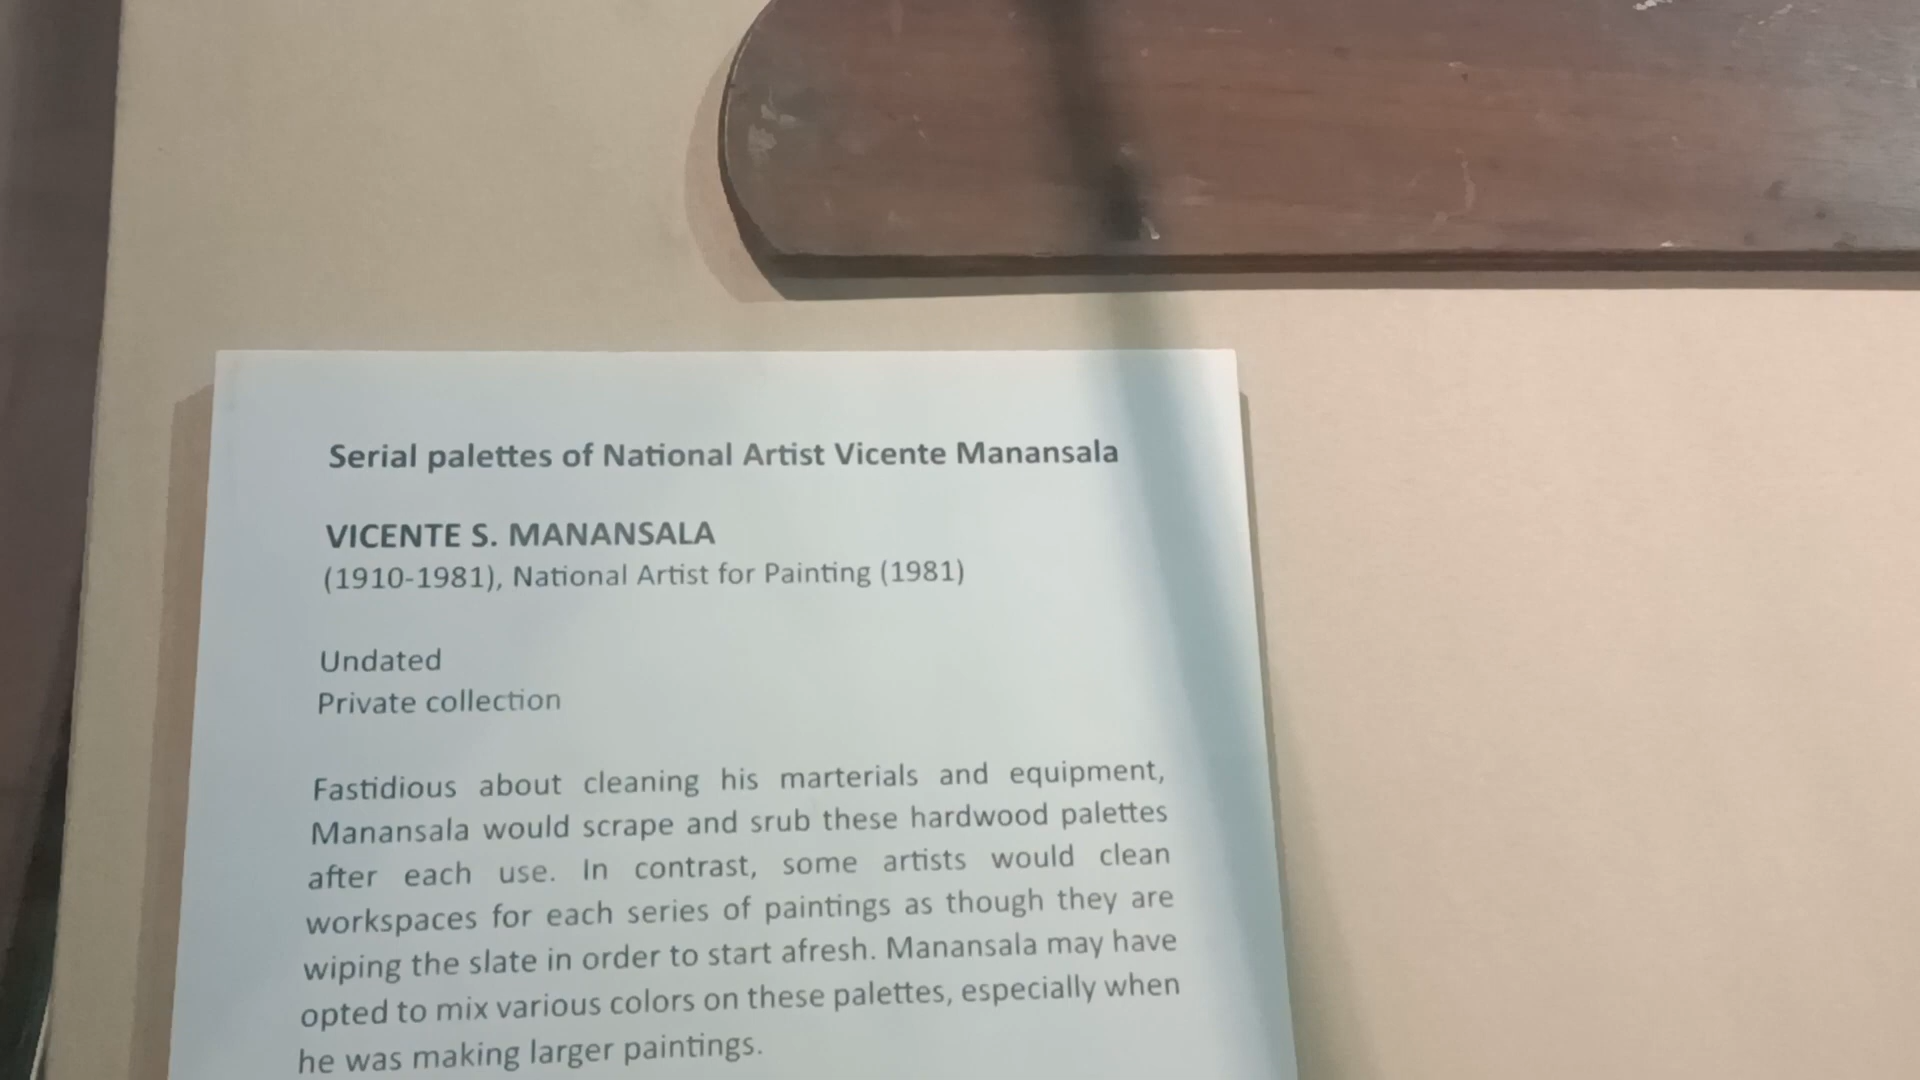 Serial palettes of National Artist Vicente Manansala
VICENTE S. MANANSALA
(1910-1981), National Artist for Painting (1981)
Undated
Private collection
Fastidious about cleaning his marterials and equipment,
Manansala would scrape and srub these hardwood palettes
after each use. In contrast, some artists would clean
workspaces for each series of paintings as though they are
wiping the slate in order to start afresh. Manansala may have
opted to mix various colors on these palettes, especially when
he was making larger paintings.